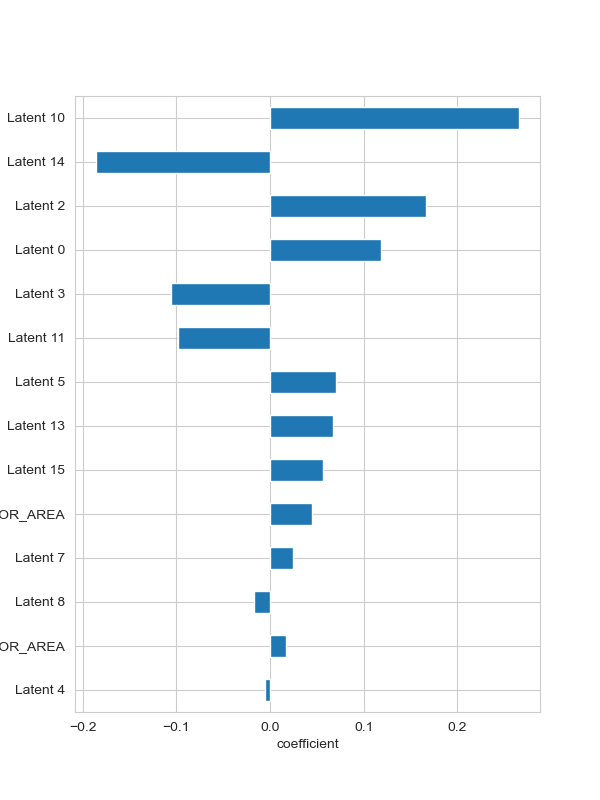 Latent 10
Latent 14
Latent 2
Latent 0
Latent 3
Latent 11
Latent 5
Latent 13
Latent 15
OR_AREA
Latent 7
Latent 8
OR_AREA
Latent 4
−0.2 −0.1 0.0 0.1 0.2
coefficient